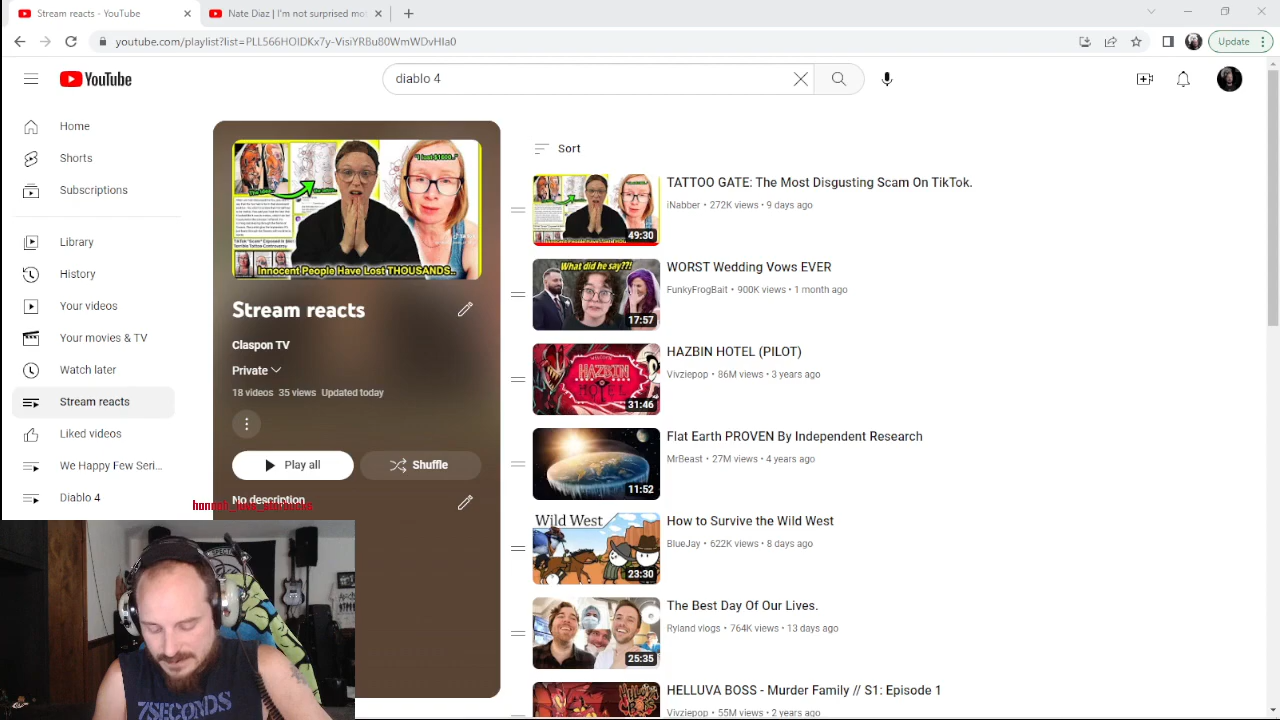 Stream reacts - YouTube
Nate Diaz | I'm not surprised mo
youtube.com/playlist?list=PLL566HOIDKx7y-VisiYR8u80WmWDvHIa0
Update
YouTube
diablo 4
Home
Shorts
Subscriptions
Library
History
Your videos
Your movies & TV
Watch later
Stream reacts
Liked videos
We Happy Few Seri...
Diablo 4
"I lost $1800.."
Innocent People Have Lost THOUSANDS..
Stream reacts
Claspon TV
Private
18 videos 35 views Updated today
Play all
Shuffle
No description
Sort
49:30
TATTOO GATE: The Most Disgusting Scam On TikTok.
iNabber • 272K views • 9 days ago
What did he say??!
17:57
WORST Wedding Vows EVER
FunkyFrogBait • 900K views • 1 month ago
HAZBIN
HOTEL
31:46
HAZBIN HOTEL (PILOT)
Vivziepop • 86M views • 3 years ago
11:52
Flat Earth PROVEN By Independent Research
MrBeast • 27M views • 4 years ago
Wild West
23:30
How to Survive the Wild West
BlueJay • 622K views • 8 days ago
25:35
The Best Day Of Our Lives.
Ryland vlogs • 764K views • 13 days ago
HELLUVA BOSS - Murder Family // S1: Episode 1
Vivziepop • 55M views • 2 years ago
7SECONDS